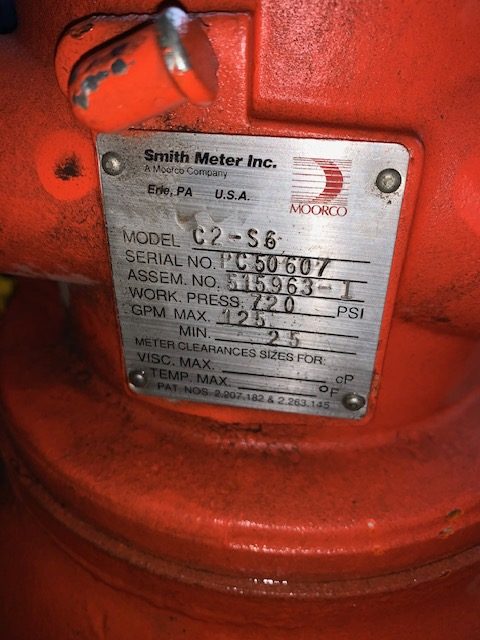 Smith Meter Inc.
A Moorco Company
Erie, PA U.S.A.
MOORCO
MODEL C2-S6
SERIAL NO. PC50607
ASSEM. NO. 515963-1
WORK. PRESS. 720 PSI
GPM MAX. 125
MIN. 25
METER CLEARANCES SIZES FOR:
VISC. MAX. cP
TEMP. MAX. °F
PAT. NOS. 2.207.182 & 2.263.145